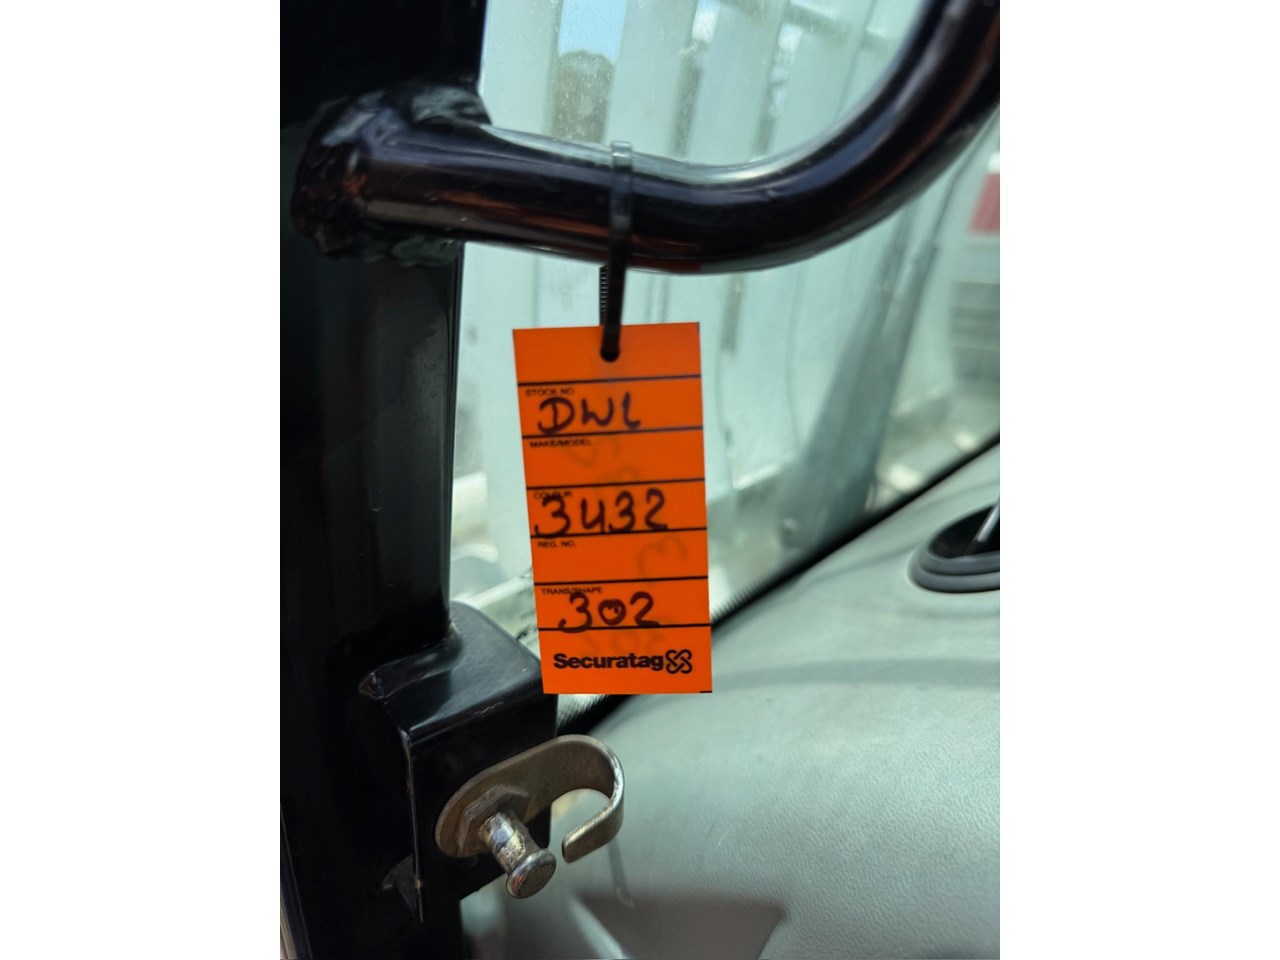 STOCK NO.
DWL
MAKE/MODEL
COLOUR
3432
REG. NO.
TRANS/SHAPE
302
Securatag